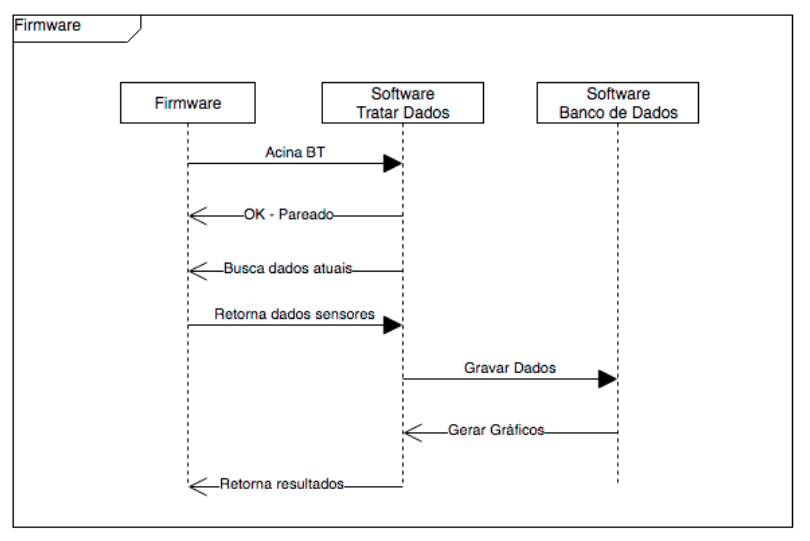 Firmware
Firmware
Software
Tratar Dados
Software
Banco de Dados
Acina BT
OK - Pareado
Busca dados atuais
Retorna dados sensores
Gravar Dados
Gerar Gráficos
Retorna resultados